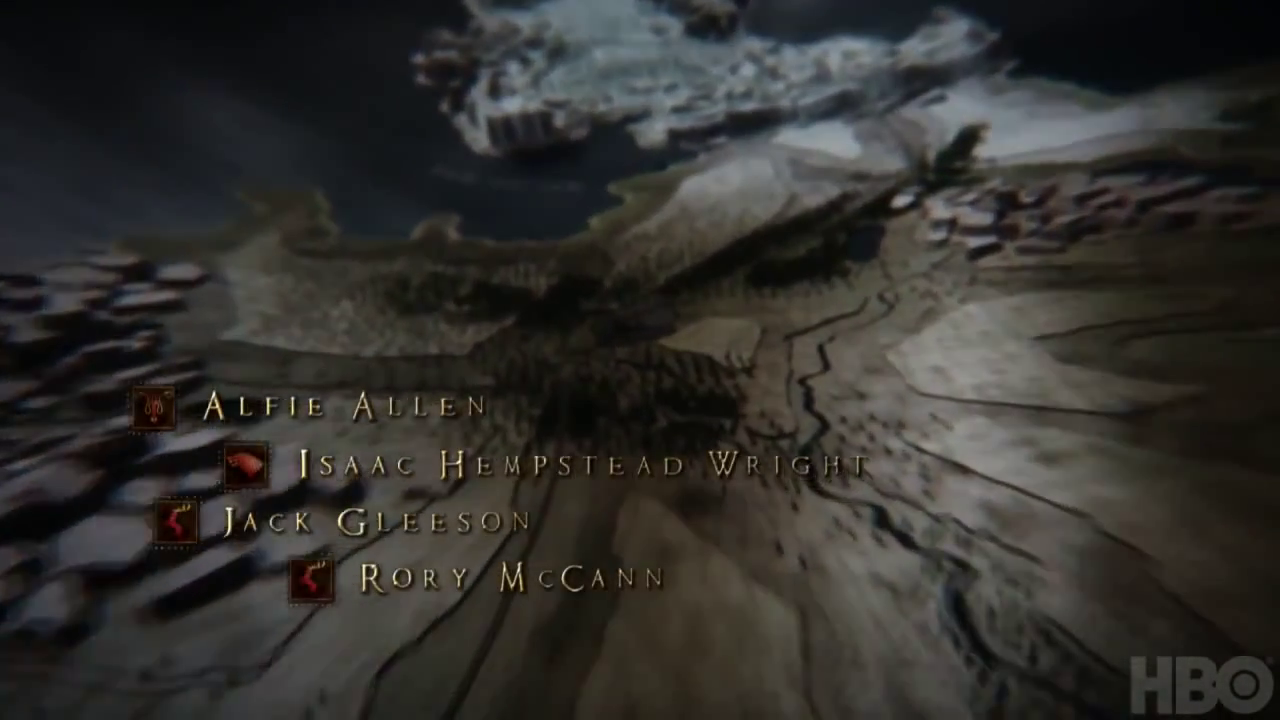 Alfie Allen
Isaac Hempstead Wright
Jack Gleeson
Rory McCann
HBO